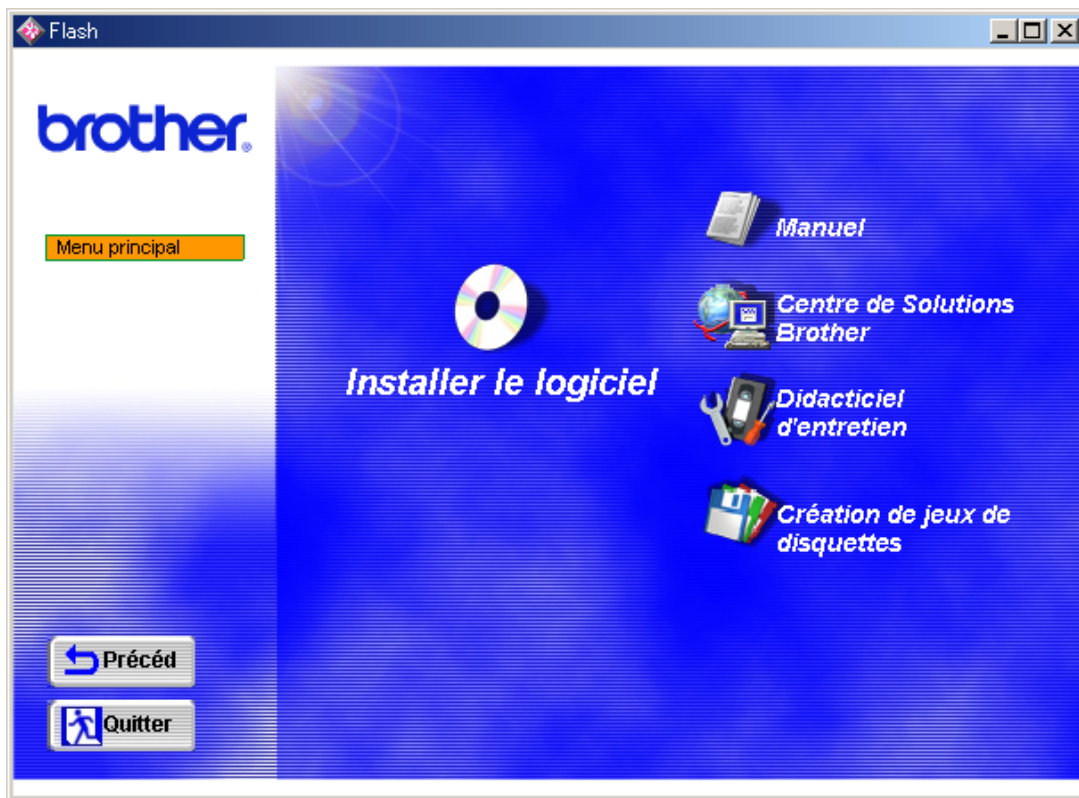 Flash
brother®
Menu principal
Manuel
Centre de Solutions
Brother
Installer le logiciel
Didacticiel
d'entretien
Création de jeux de
disquettes
Précéd
Quitter